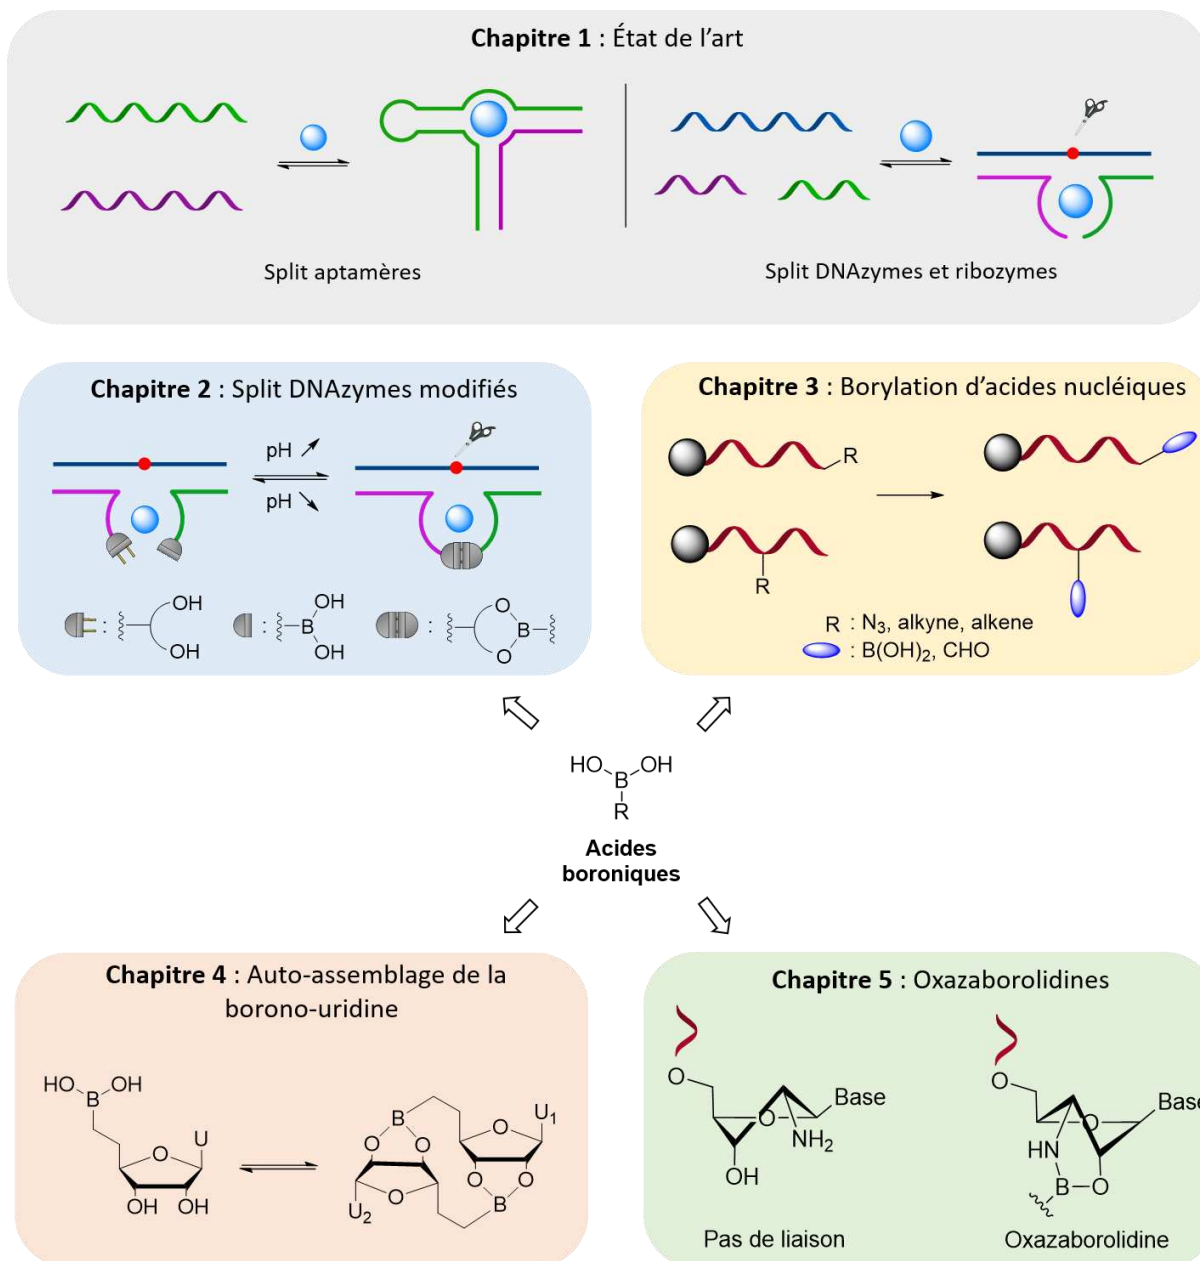 Chapitre 1 : État de l'art
Split aptamères
Split DNAzymes et ribozymes
Chapitre 2 : Split DNAzymes modifiés
pH
pH
:
OH
OH
:
B
OH
OH
:
O
O
B
Chapitre 3 : Borylation d'acides nucléiques
R
R
R : N₃, alkyne, alkene
: B(OH)₂, CHO
HO
B
OH
R
Acides
boroniques
Chapitre 4 : Auto-assemblage de la
borono-uridine
HO
B
OH
O
U
OH
OH
B
O
O
O
U₁
O
O
B
O
U₂
Chapitre 5 : Oxazaborolidines
O
O
Base
NH₂
OH
Pas de liaison
O
O
Base
HN
B
O
Oxazaborolidine